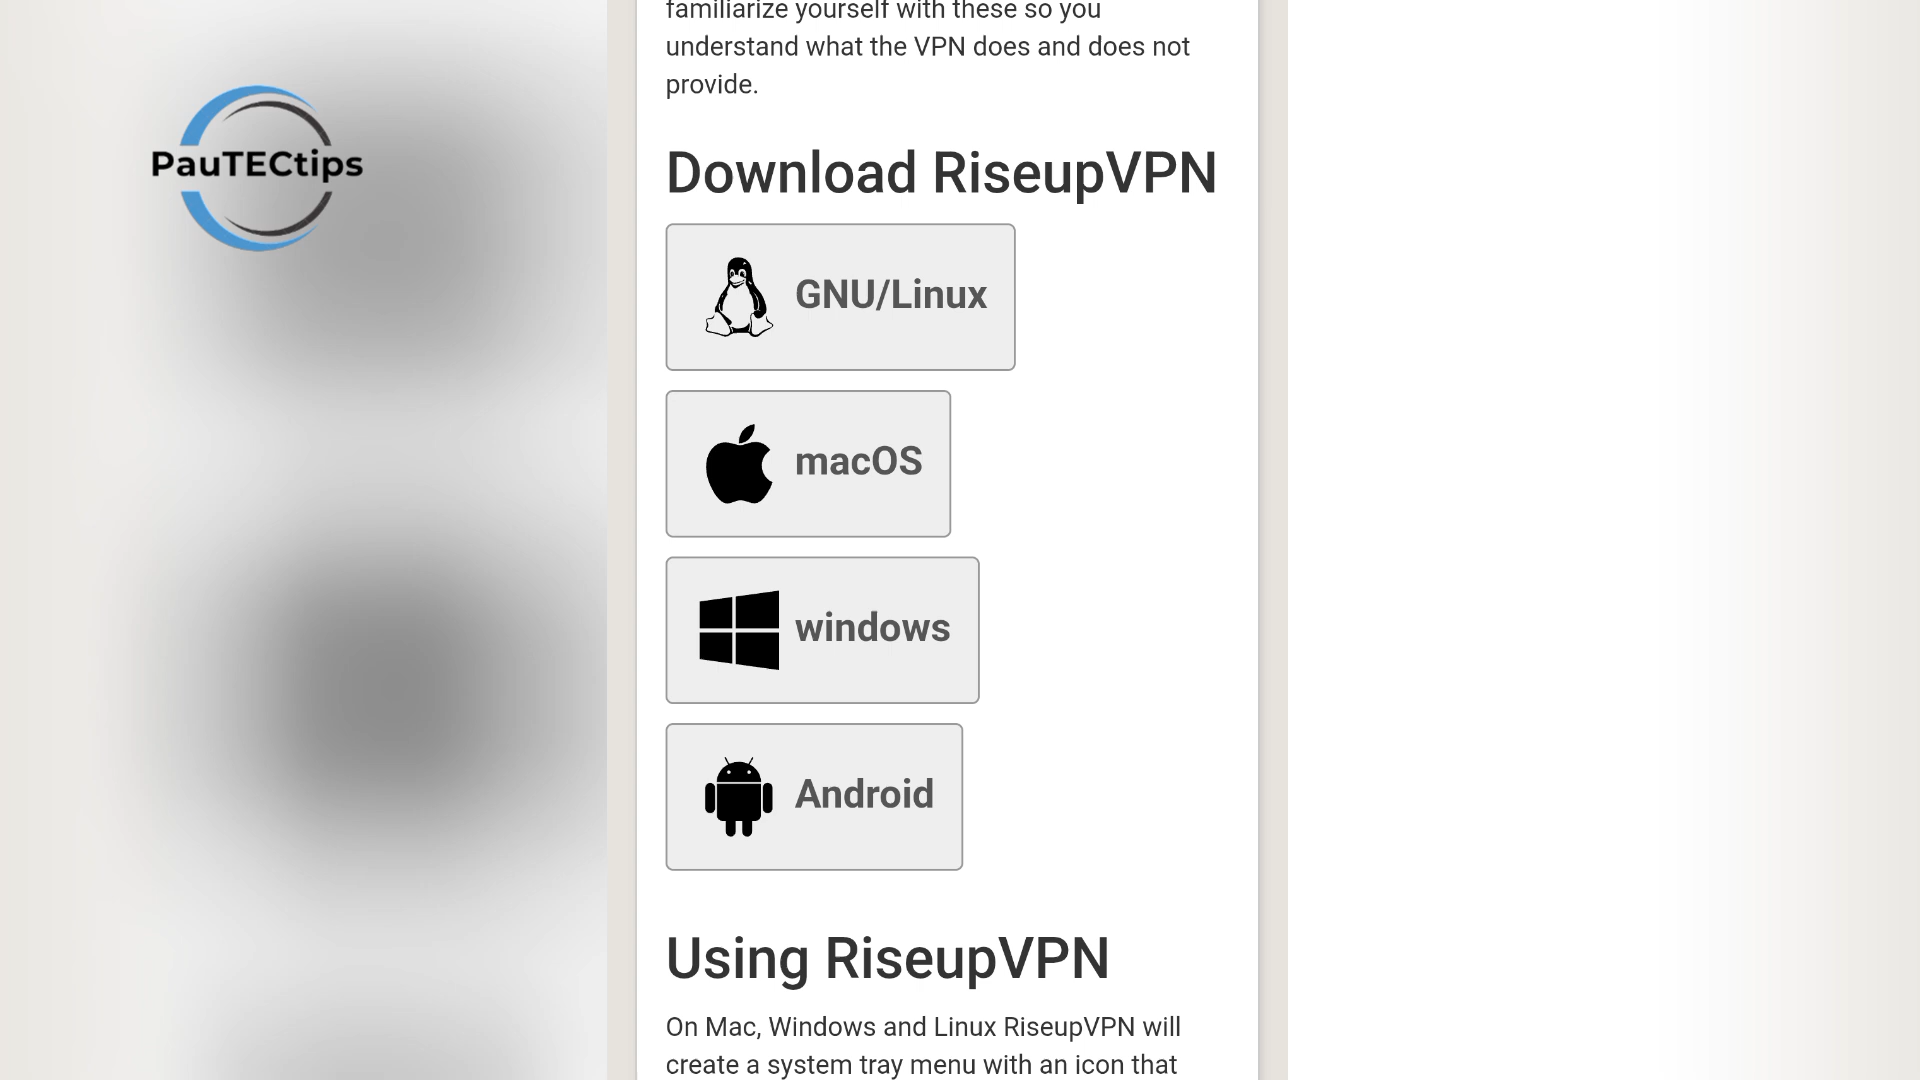 PauTECtips
familiarize yourself with these so you
understand what the VPN does and does not
provide.
Download RiseupVPN
GNU/Linux
macOS
windows
Android
Using RiseupVPN
On Mac, Windows and Linux RiseupVPN will
create a system tray menu with an icon that